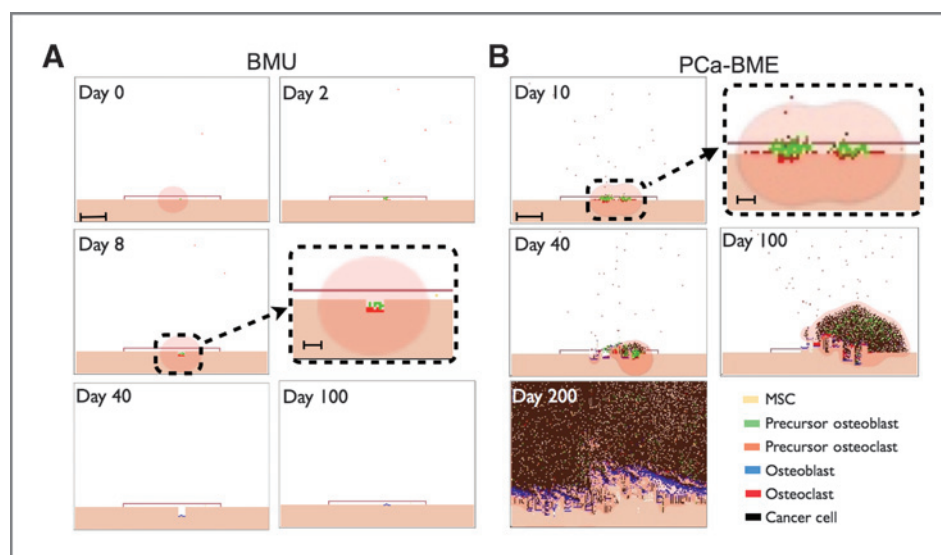 A
BMU
Day 0
Day 2
Day 8
Day 40
Day 100
B
PCa-BME
Day 10
Day 40
Day 100
Day 200
MSC
Precursor osteoblast
Precursor osteoclast
Osteoblast
Osteoclast
Cancer cell